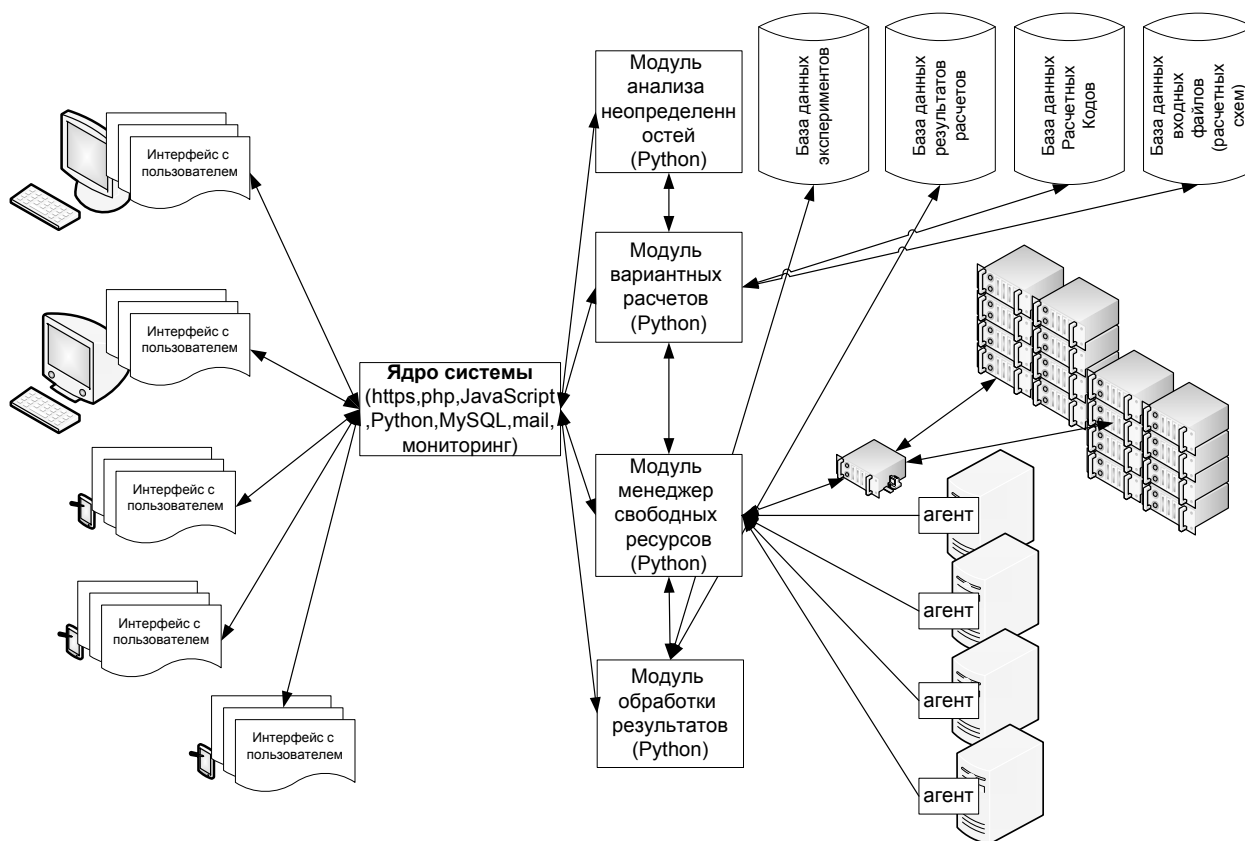 Интерфейс с
пользователем
Интерфейс с
пользователем
Интерфейс с
пользователем
Интерфейс с
пользователем
Интерфейс с
пользователем
Ядро системы
(https,php,JavaScript
,Python,MySQL,mail,
мониторинг)
Модуль
анализа
неопределенн
остей
(Python)
Модуль
вариантных
расчетов
(Python)
Модуль
менеджер
свободных
ресурсов
(Python)
Модуль
обработки
результатов
(Python)
База данных
экспериментов
База данных
результатов
расчетов
База данных
Расчетных
Кодов
База данных
входных
файлов
(расчетных
схем)
агент
агент
агент
агент